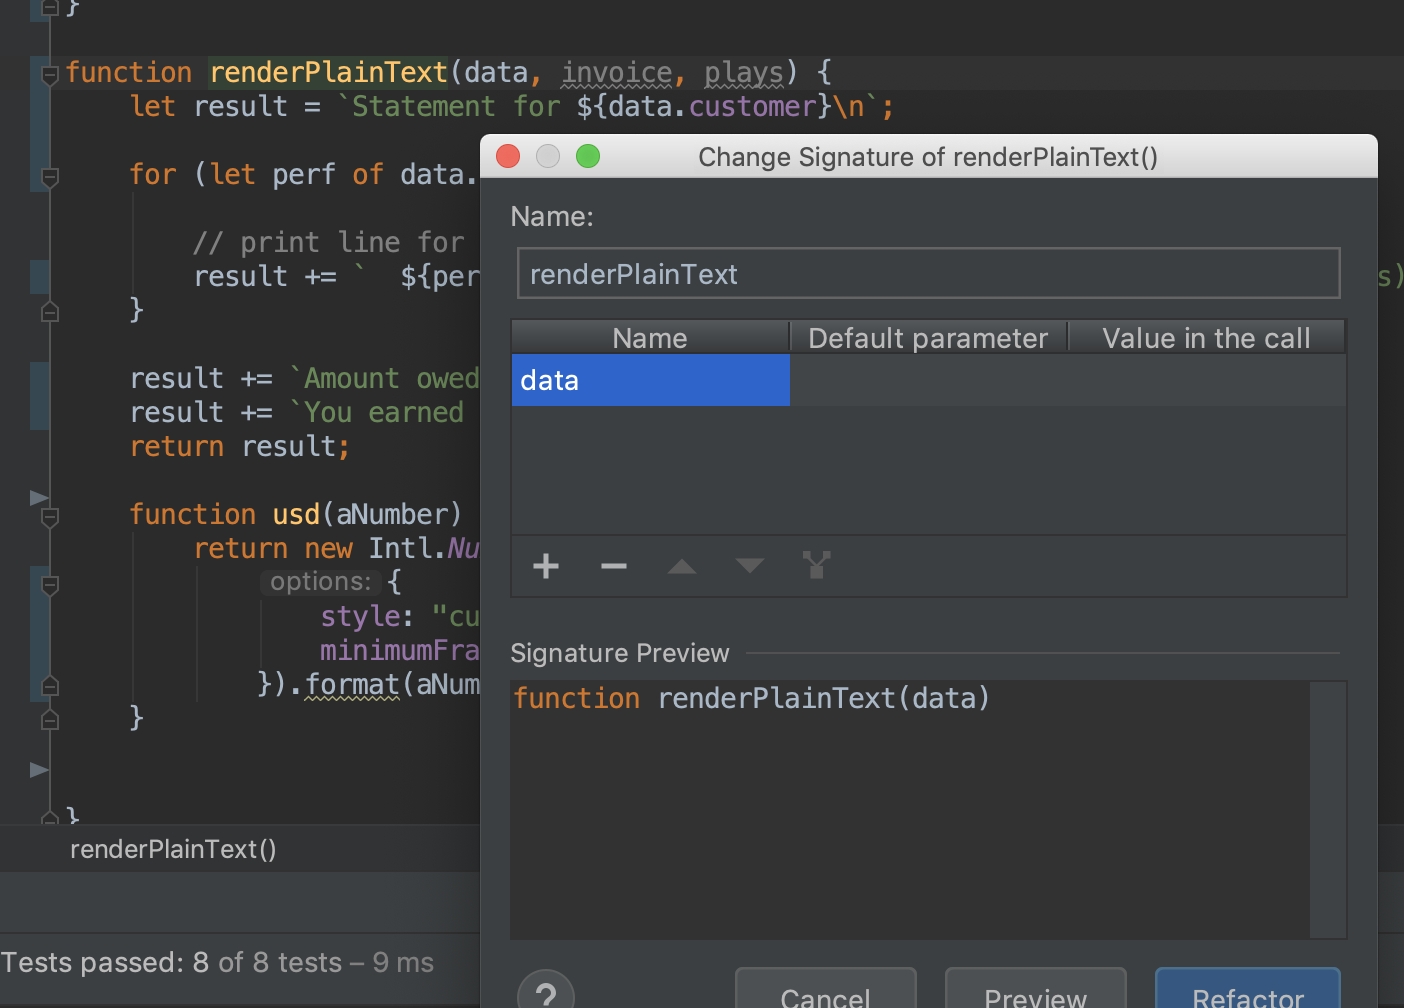 }
function renderPlainText(data, invoice, plays) {
let result = `Statement for ${data.customer}\n`;
for (let perf of data.
// print line for
result += `  ${per
s)
}
result += `Amount owed
result += `You earned
return result;
function usd(aNumber)
return new Intl.Nu
options: {
style: "cu
minimumFra
}).format(aNum
}
}
renderPlainText()
Tests passed: 8 of 8 tests – 9 ms
Change Signature of renderPlainText()
Name:
renderPlainText
Name Default parameter Value in the call
data
Signature Preview
function renderPlainText(data)
? Cancel Preview Refactor